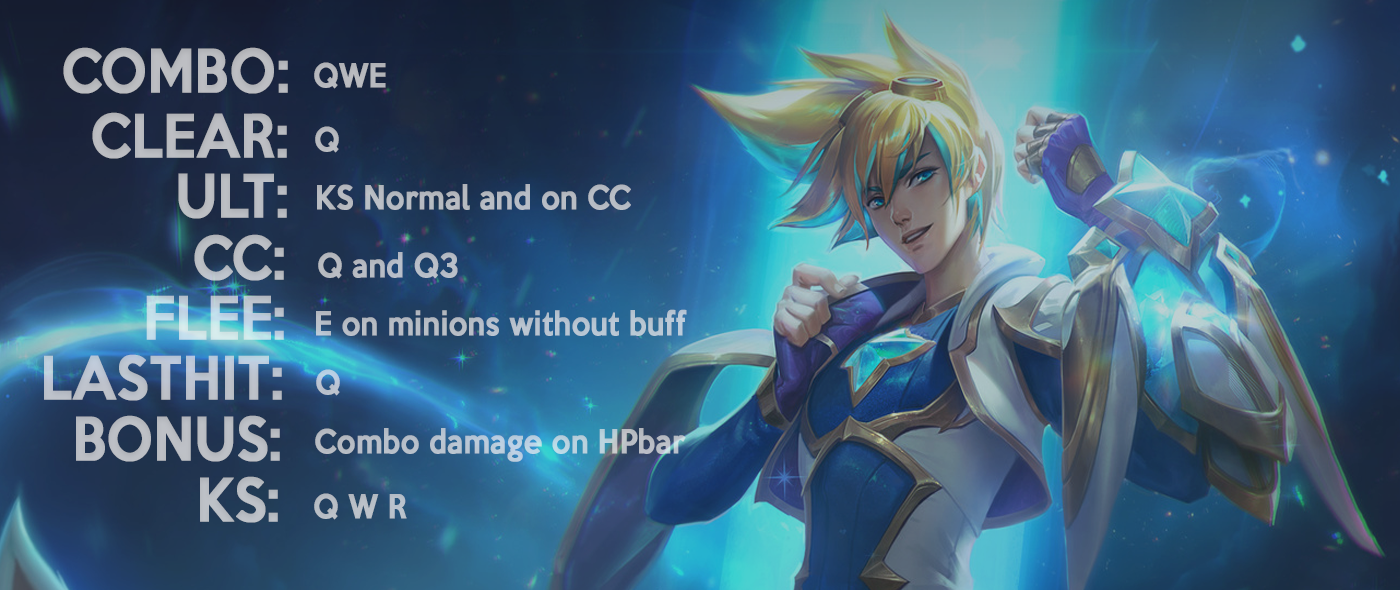 COMBO: QWE
CLEAR: Q
ULT: KS Normal and on CC
CC: Q and Q3
FLEE: E on minions without buff
LASTHIT: Q
BONUS: Combo damage on HPbar
KS: Q W R